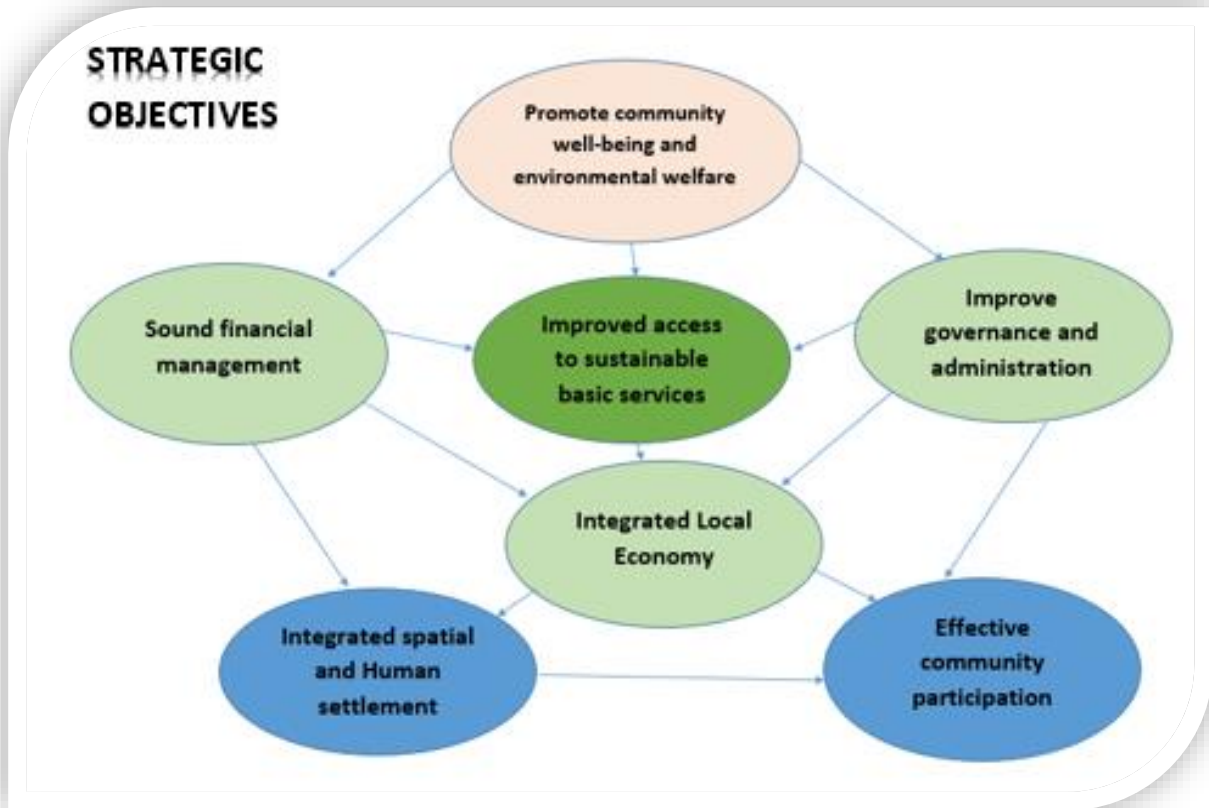 STRATEGIC
OBJECTIVES
Promote community
well-being and
environmental welfare
Sound financial
management
Improved access
to sustainable
basic services
Improve
governance and
administration
Integrated Local
Economy
Integrated spatial
and Human
settlement
Effective
community
participation